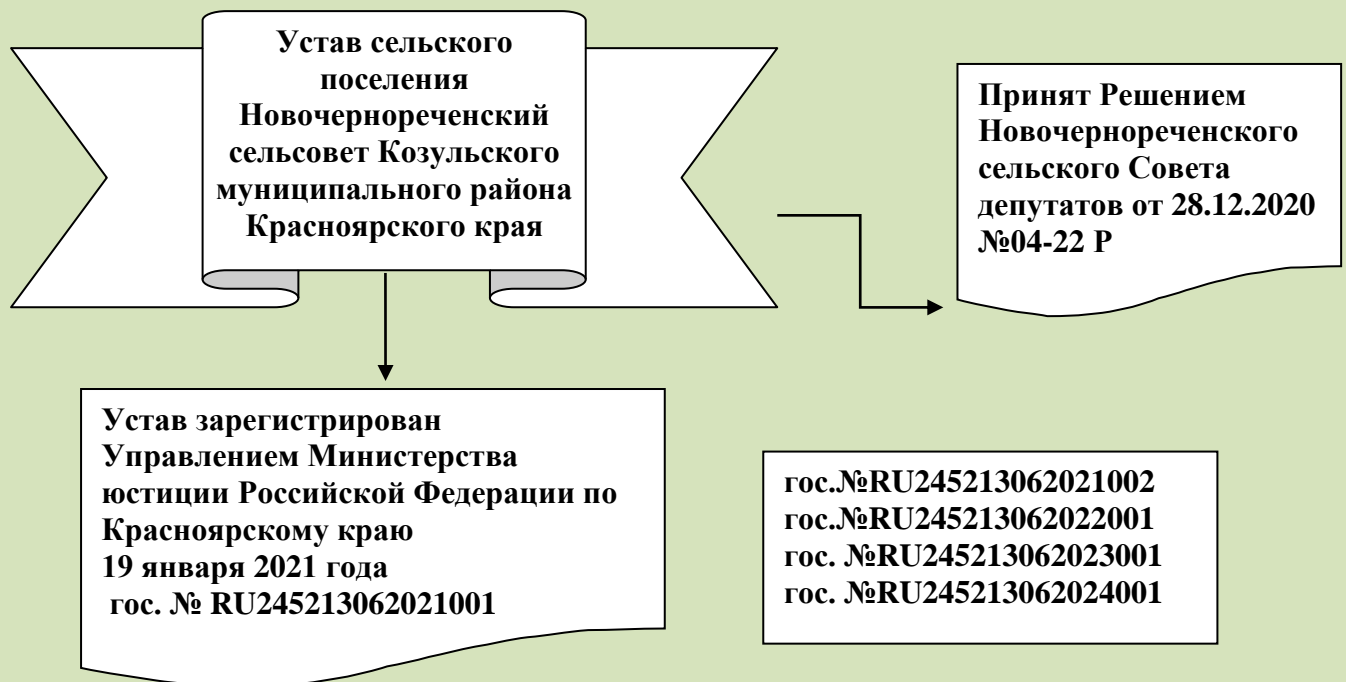 Устав сельского
поселения
Новочернореченский
сельсовет Козульского
муниципального района
Красноярского края
Принят Решением
Новочернореченского
сельского Совета
депутатов от 28.12.2020
№04-22 Р
Устав зарегистрирован
Управлением Министерства
юстиции Российской Федерации по
Красноярскому краю
19 января 2021 года
гос. № RU245213062021001
гос.№RU245213062021002
гос.№RU245213062022001
гос. №RU245213062023001
гос. №RU245213062024001